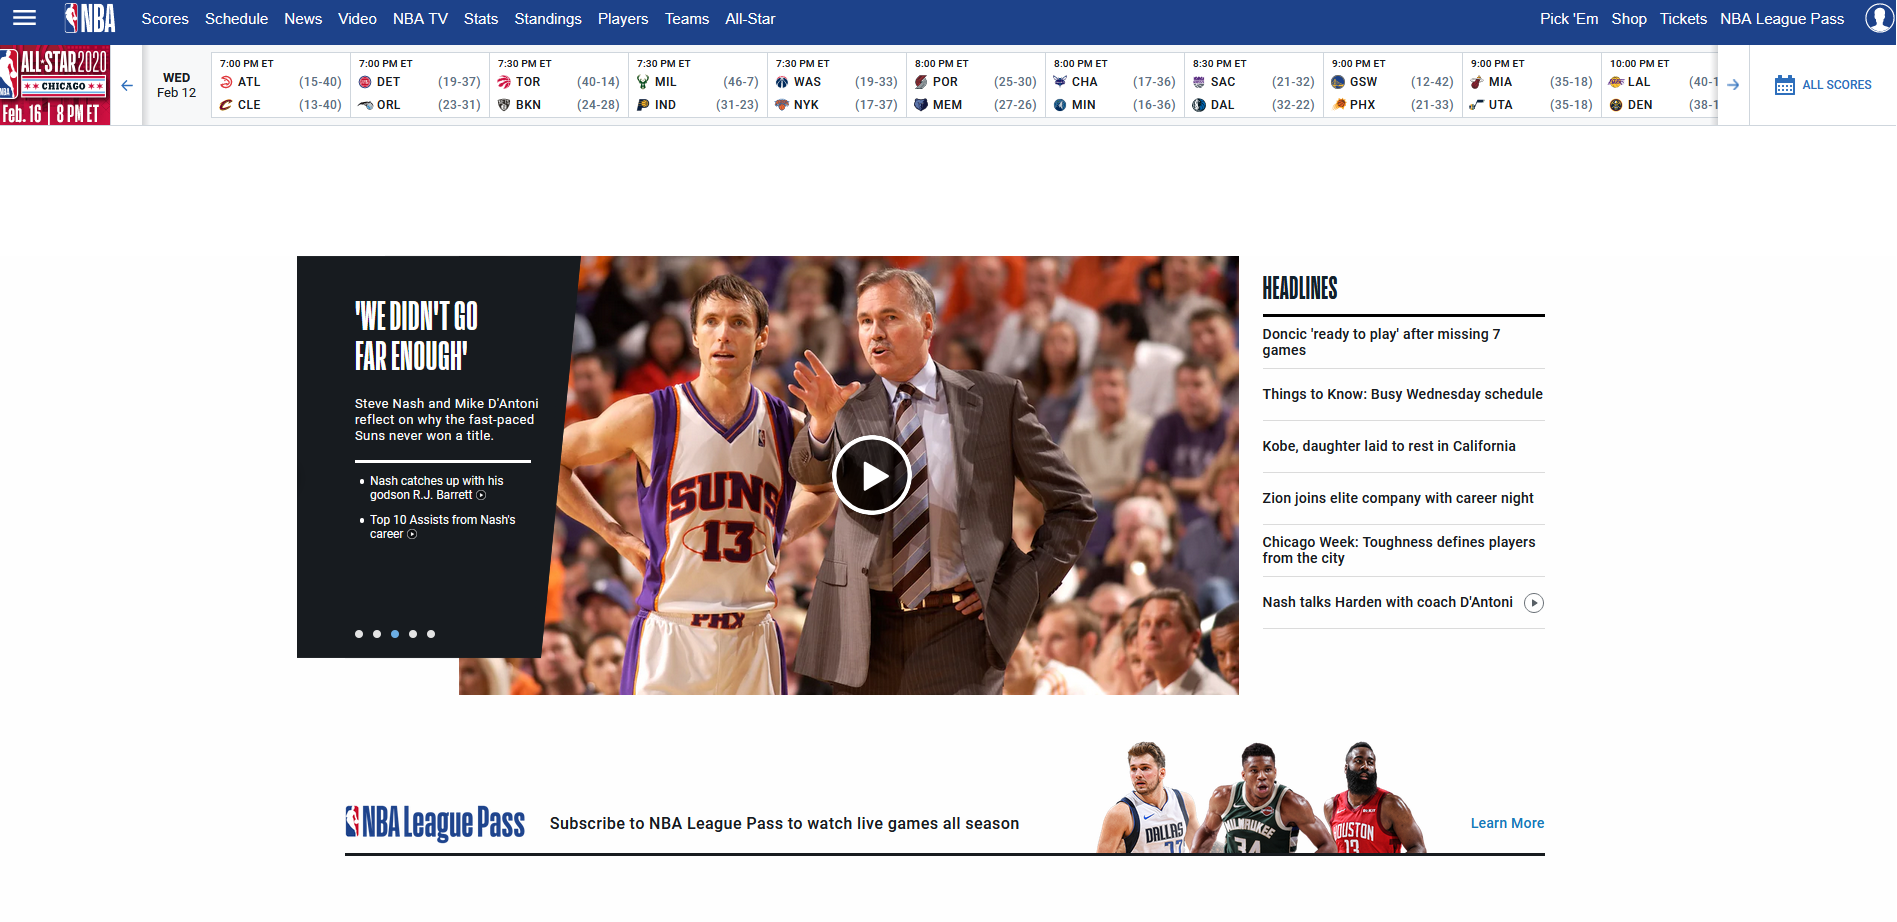 NBA
Scores Schedule News Video NBA TV Stats Standings Players Teams All-Star
Pick 'Em Shop Tickets NBA League Pass
NBA
ALL-STAR 2020
CHICAGO
Feb. 16 | 8 PM ET
WED
Feb 12
7:00 PM ET
ATL (15-40)
CLE (13-40)
7:00 PM ET
DET (19-37)
ORL (23-31)
7:30 PM ET
TOR (40-14)
BKN (24-28)
7:30 PM ET
MIL (46-7)
IND (31-23)
7:30 PM ET
WAS (19-33)
NYK (17-37)
8:00 PM ET
POR (25-30)
MEM (27-26)
8:00 PM ET
CHA (17-36)
MIN (16-36)
8:30 PM ET
SAC (21-32)
DAL (32-22)
9:00 PM ET
GSW (12-42)
PHX (21-33)
9:00 PM ET
MIA (35-18)
UTA (35-18)
10:00 PM ET
LAL (40-1
DEN (38-1
ALL SCORES
'WE DIDN'T GO
FAR ENOUGH'
Steve Nash and Mike D'Antoni
reflect on why the fast-paced
Suns never won a title.
Nash catches up with his
godson R.J. Barrett
Top 10 Assists from Nash's
career
SUNS
13
PHX
HEADLINES
Doncic 'ready to play' after missing 7
games
Things to Know: Busy Wednesday schedule
Kobe, daughter laid to rest in California
Zion joins elite company with career night
Chicago Week: Toughness defines players
from the city
Nash talks Harden with coach D'Antoni
NBA League Pass
Subscribe to NBA League Pass to watch live games all season
DALLAS
77
MILWAUKEE
34
HOUSTON
13
Learn More